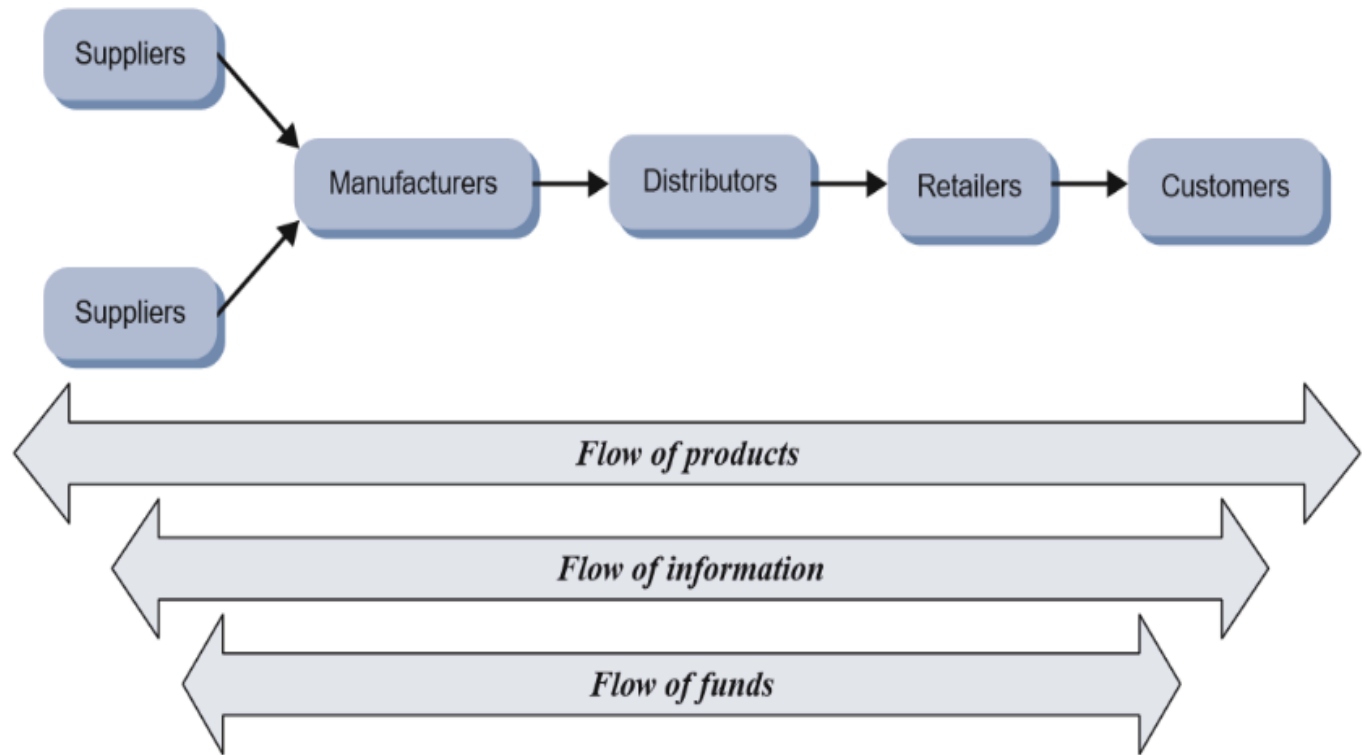 Suppliers
Manufacturers
Distributors
Retailers
Customers
Suppliers
Flow of products
Flow of information
Flow of funds